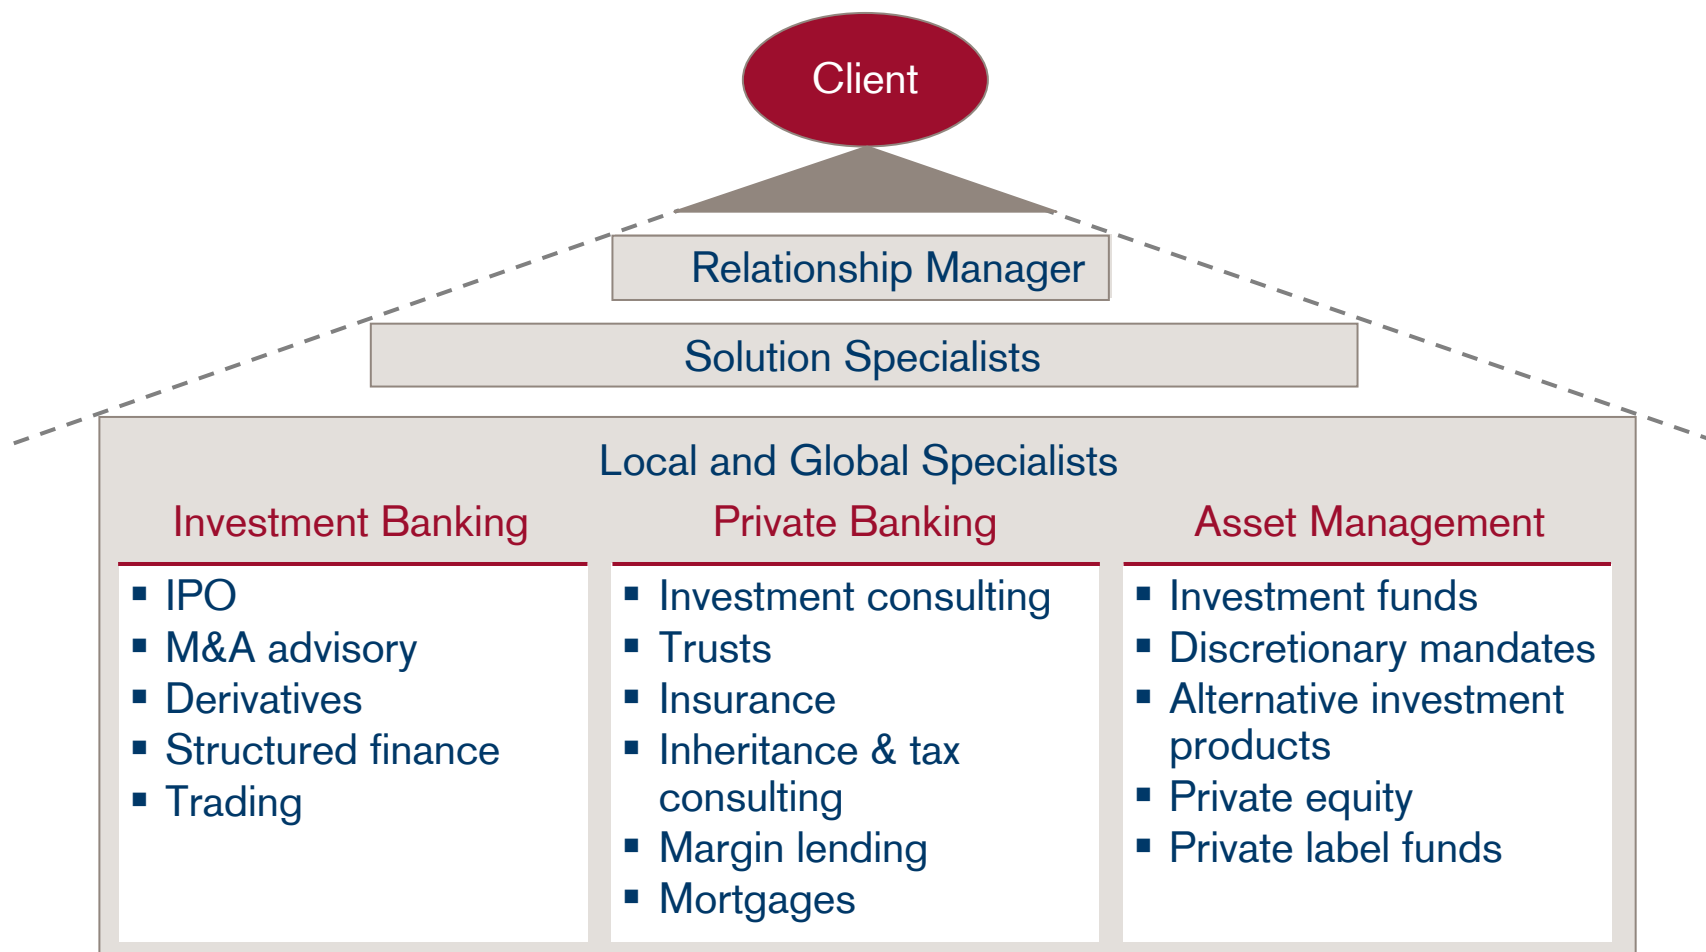 Client
Relationship Manager
Solution Specialists
Local and Global Specialists
Investment Banking
▪ IPO
▪ M&A advisory
▪ Derivatives
▪ Structured finance
▪ Trading
Private Banking
▪ Investment consulting
▪ Trusts
▪ Insurance
▪ Inheritance & tax
consulting
▪ Margin lending
▪ Mortgages
Asset Management
▪ Investment funds
▪ Discretionary mandates
▪ Alternative investment
products
▪ Private equity
▪ Private label funds